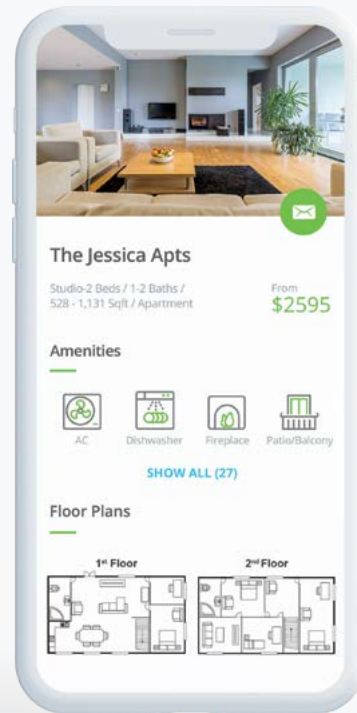 The Jessica Apts
Studio-2 Beds / 1-2 Baths /
528 - 1,131 Sqft / Apartment
From
$2595
Amenities
AC
Dishwasher
Fireplace
Patio/Balcony
SHOW ALL (27)
Floor Plans
1st Floor
2nd Floor